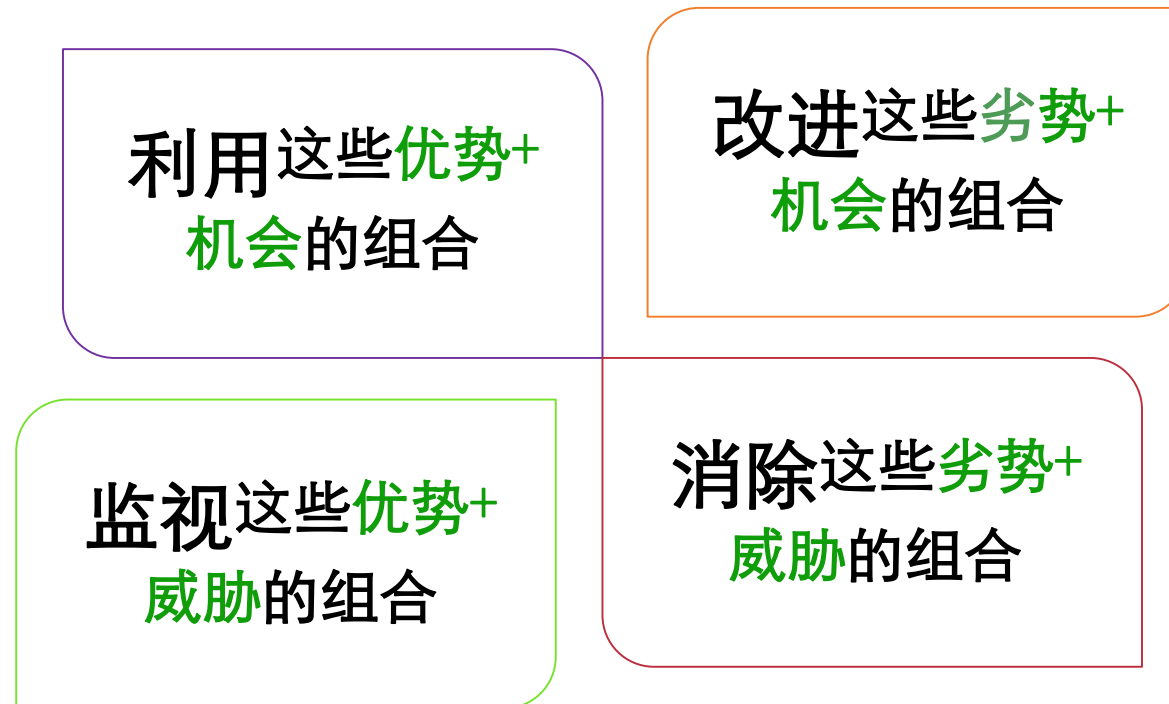 利用这些优势+
机会的组合
改进这些劣势+
机会的组合
监视这些优势+
威胁的组合
消除这些劣势+
威胁的组合